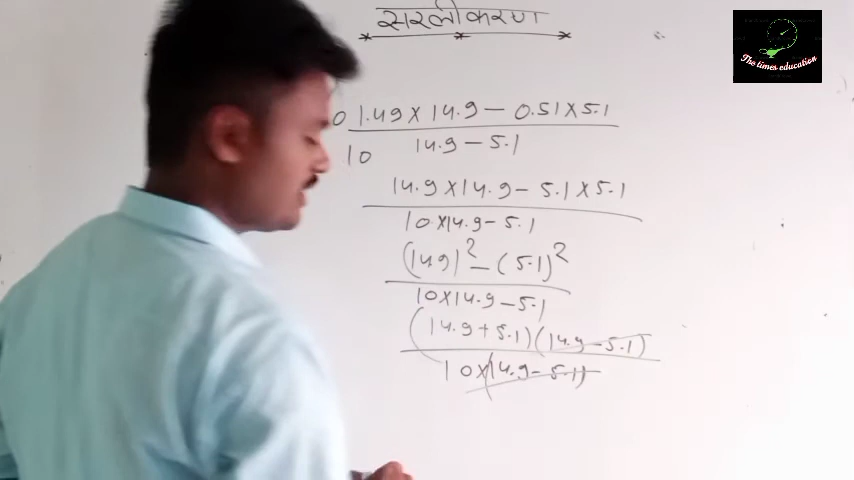 सरलीकरण
The times education
0 1.49 × 14.9 - 0.51 × 5.1
10 14.9 - 5.1
14.9 × 14.9 - 5.1 × 5.1
10 × 14.9 - 5.1
(14.9)² - (5.1)²
10 × 14.9 - 5.1
(14.9 + 5.1) (14.9 - 5.1)
10 × (14.9 - 5.1)